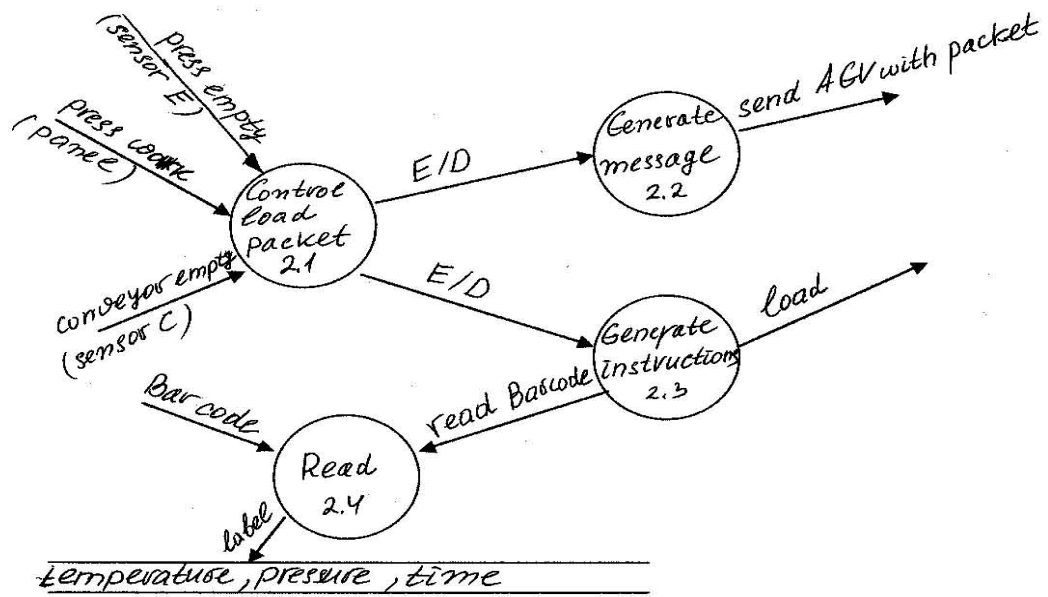 press empty
(sensor E)
press work
(panel)
conveyor empty
(sensor C)
Control
load
packet
2.1
E/D
E/D
Generate
message
2.2
send AGV with packet
Generate
instructions
2.3
load
read Barcode
Bar code
Read
2.4
label
temperature, pressure, time